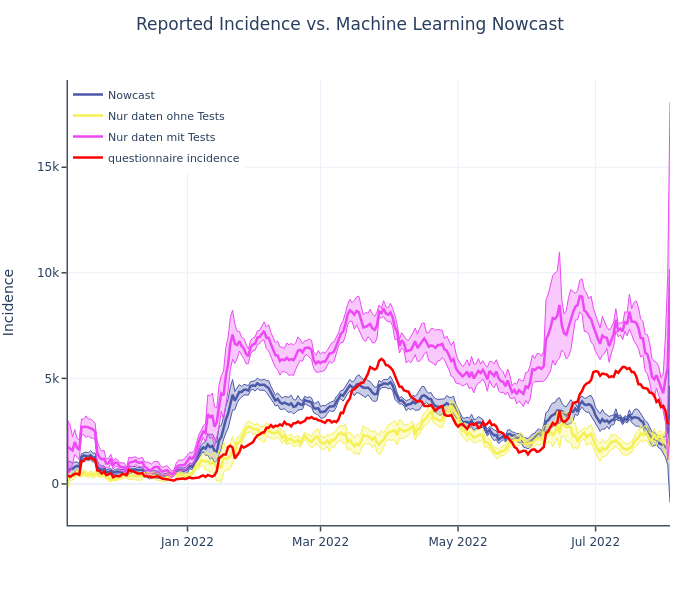 Reported Incidence vs. Machine Learning Nowcast
Nowcast
Nur daten ohne Tests
Nur daten mit Tests
questionnaire incidence
Incidence
15k
10k
5k
0
Jan 2022
Mar 2022
May 2022
Jul 2022